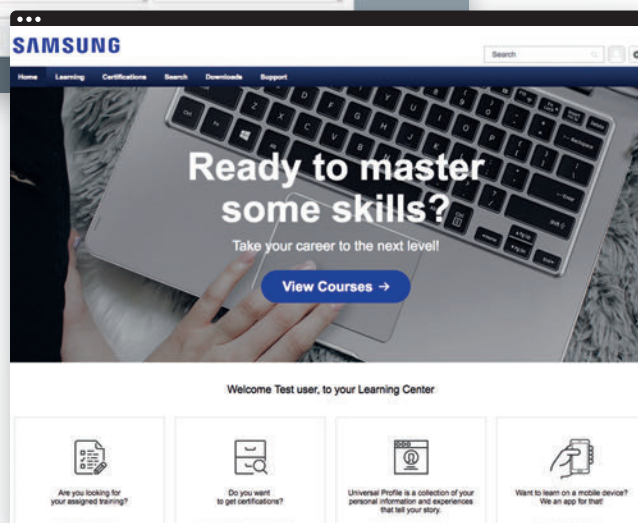 SAMSUNG
Search
Home Learning Certifications Search Downloads Support
Ready to master
some skills?
Take your career to the next level!
View Courses →
Welcome Test user, to your Learning Center
Are you looking for
your assigned training?
Do you want
to get certifications?
Universal Profile is a collection of your
personal information and experiences
that tell your story.
Want to learn on a mobile device?
We an app for that!